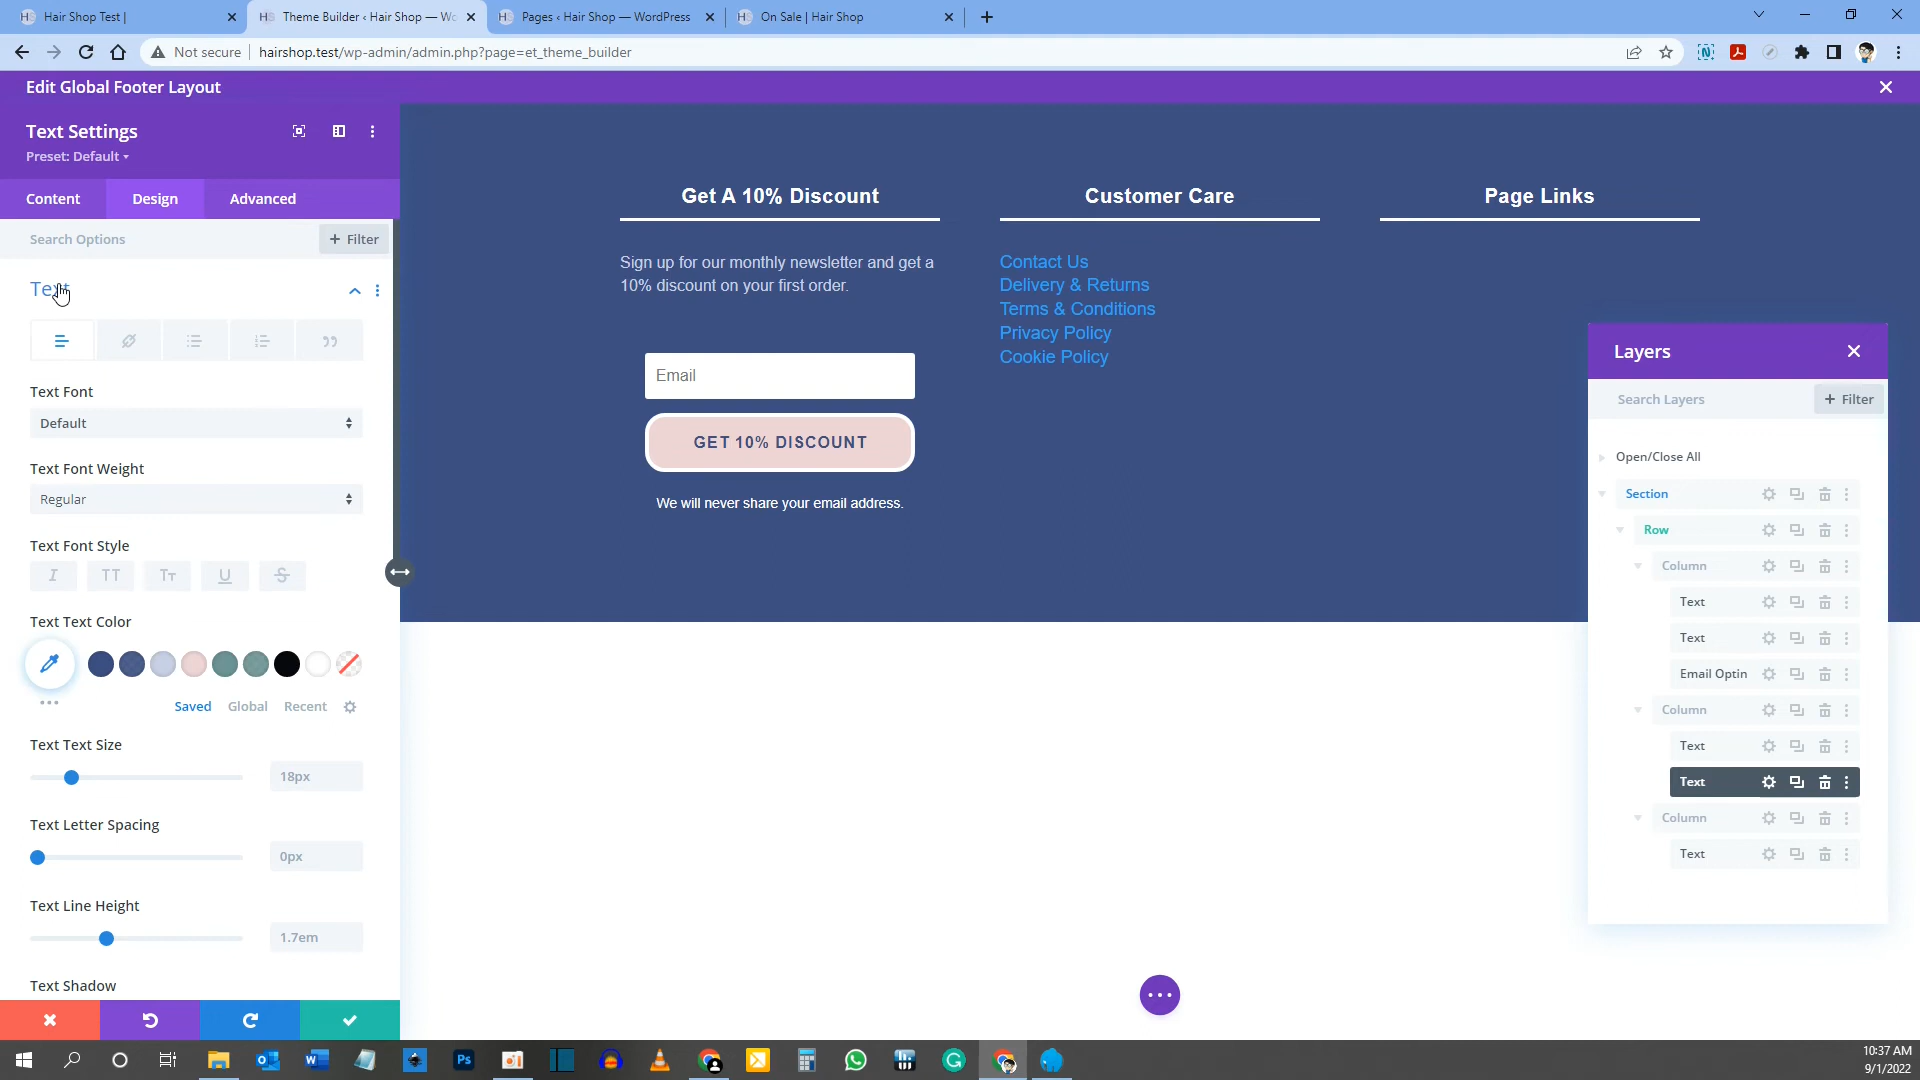 Hair Shop Test |
Theme Builder ‹ Hair Shop — Wo
Pages ‹ Hair Shop — WordPress
On Sale | Hair Shop
Not secure
hairshop.test/wp-admin/admin.php?page=et_theme_builder
Edit Global Footer Layout
Text Settings
Preset: Default
Content
Design
Advanced
Search Options
+ Filter
Text
Text Font
Default
Text Font Weight
Regular
Text Font Style
I
TT
Tт
U
S
Text Text Color
Saved
Global
Recent
Text Text Size
18px
Text Letter Spacing
0px
Text Line Height
1.7em
Text Shadow
Get A 10% Discount
Sign up for our monthly newsletter and get a
10% discount on your first order.
Email
GET 10% DISCOUNT
We will never share your email address.
Customer Care
Contact Us
Delivery & Returns
Terms & Conditions
Privacy Policy
Cookie Policy
Page Links
Layers
Search Layers
+ Filter
Open/Close All
Section
Row
Column
Text
Text
Email Optin
Column
Text
Text
Column
Text
10:37 AM
9/1/2022